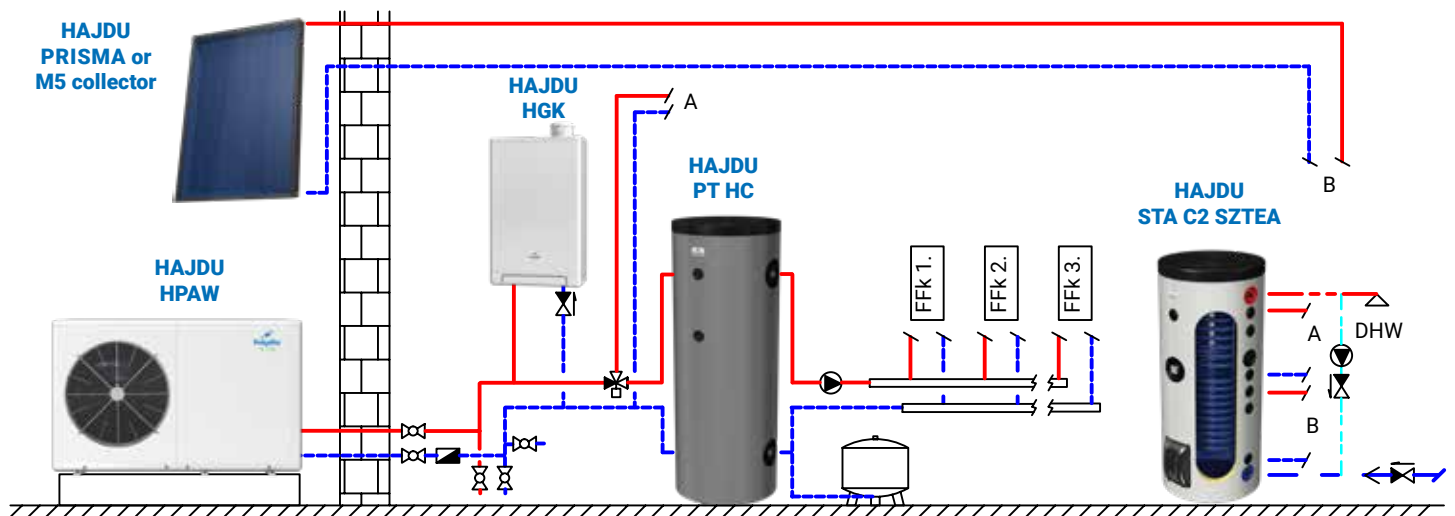 HAJDU
PRISMA or
M5 collector
HAJDU
HGK
A
HAJDU
PT HC
B
HAJDU
STA C2 SZTEA
HAJDU
HPAW
FFk 1.
FFk 2.
FFk 3.
A
DHW
B